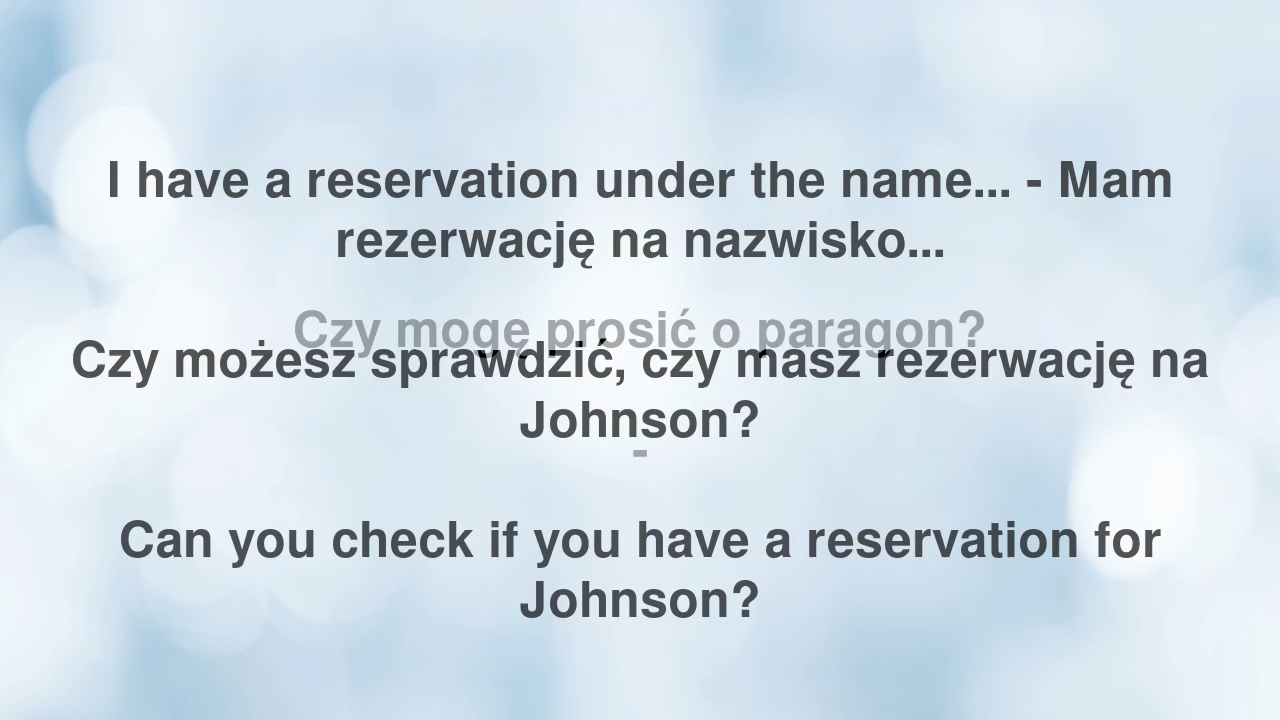 I have a reservation under the name... - Mam
rezerwację na nazwisko...
Czy mogę prosić o paragon?
Czy możesz sprawdzić, czy masz rezerwację na
Johnson?
-
Can you check if you have a reservation for
Johnson?